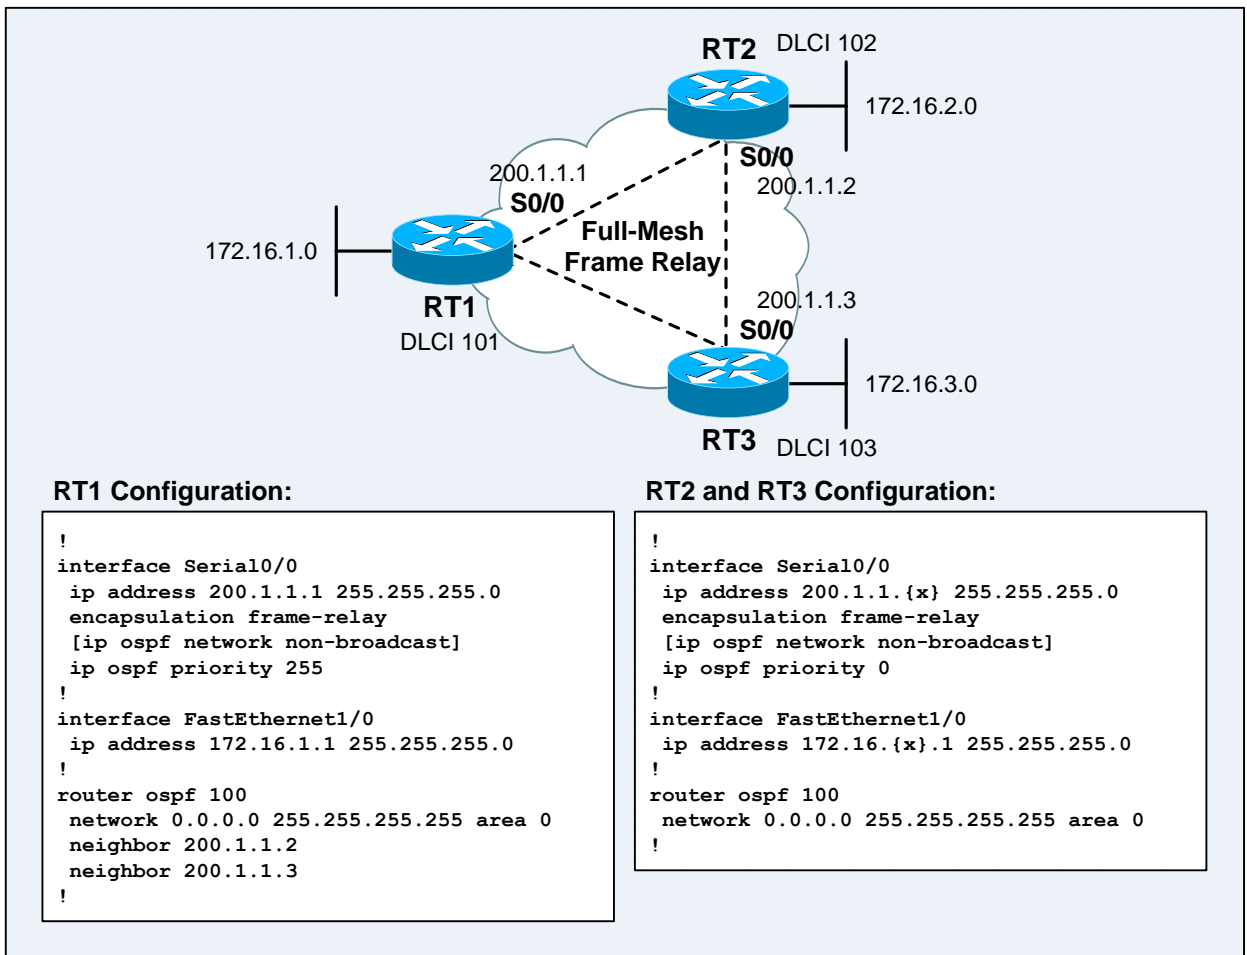 RT2
DLCI 102
172.16.2.0
S0/0
200.1.1.2
200.1.1.1
S0/0
172.16.1.0
Full-Mesh
Frame Relay
RT1
DLCI 101
200.1.1.3
S0/0
172.16.3.0
RT3
DLCI 103
RT1 Configuration:
!
interface Serial0/0
 ip address 200.1.1.1 255.255.255.0
 encapsulation frame-relay
 [ip ospf network non-broadcast]
 ip ospf priority 255
!
interface FastEthernet1/0
 ip address 172.16.1.1 255.255.255.0
!
router ospf 100
 network 0.0.0.0 255.255.255.255 area 0
 neighbor 200.1.1.2
 neighbor 200.1.1.3
!
RT2 and RT3 Configuration:
!
interface Serial0/0
 ip address 200.1.1.{x} 255.255.255.0
 encapsulation frame-relay
 [ip ospf network non-broadcast]
 ip ospf priority 0
!
interface FastEthernet1/0
 ip address 172.16.{x}.1 255.255.255.0
!
router ospf 100
 network 0.0.0.0 255.255.255.255 area 0
!